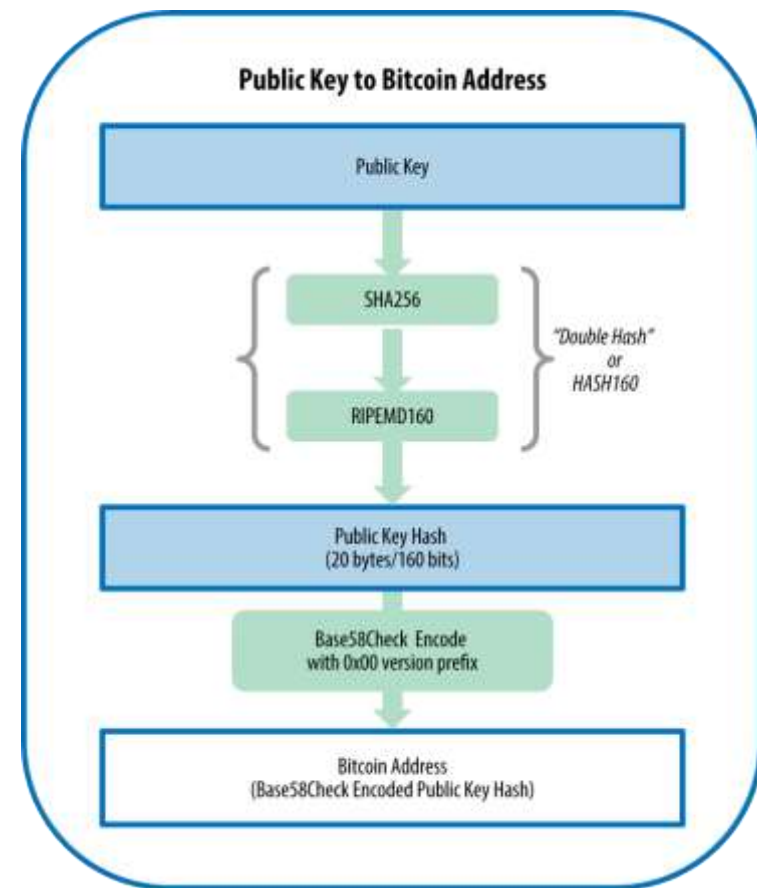 Public Key to Bitcoin Address
Public Key
SHA256
"Double Hash"
or
HASH160
RIPEMD160
Public Key Hash
(20 bytes/160 bits)
Base58Check Encode
with 0x00 version prefix
Bitcoin Address
(Base58Check Encoded Public Key Hash)